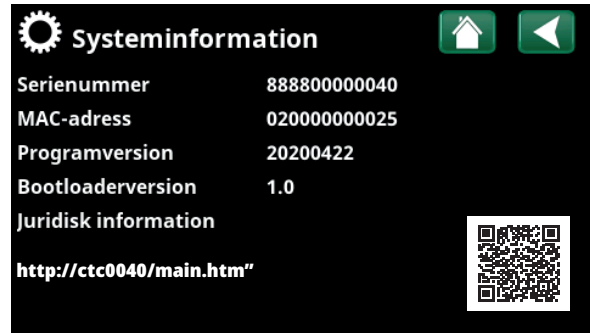 Systeminformation
Serienummer 888800000040
MAC-adress 020000000025
Programversion 20200422
Bootloaderversion 1.0
Juridisk information
http://ctc0040/main.htm”